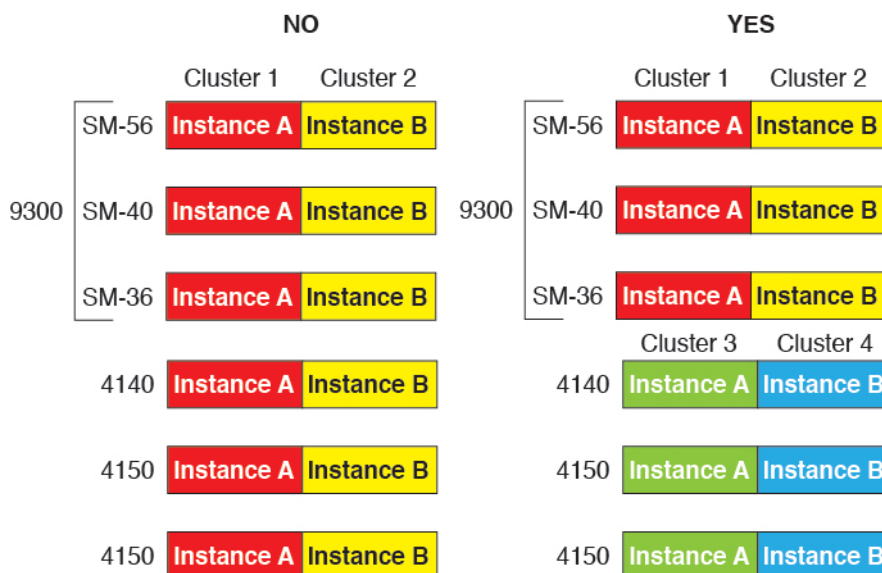 NO YES
Cluster 1 Cluster 2 Cluster 1 Cluster 2
SM-56 Instance A Instance B SM-56 Instance A Instance B
9300 SM-40 Instance A Instance B 9300 SM-40 Instance A Instance B
SM-36 Instance A Instance B SM-36 Instance A Instance B
Cluster 3 Cluster 4
4140 Instance A Instance B 4140 Instance A Instance B
4150 Instance A Instance B 4150 Instance A Instance B
4150 Instance A Instance B 4150 Instance A Instance B